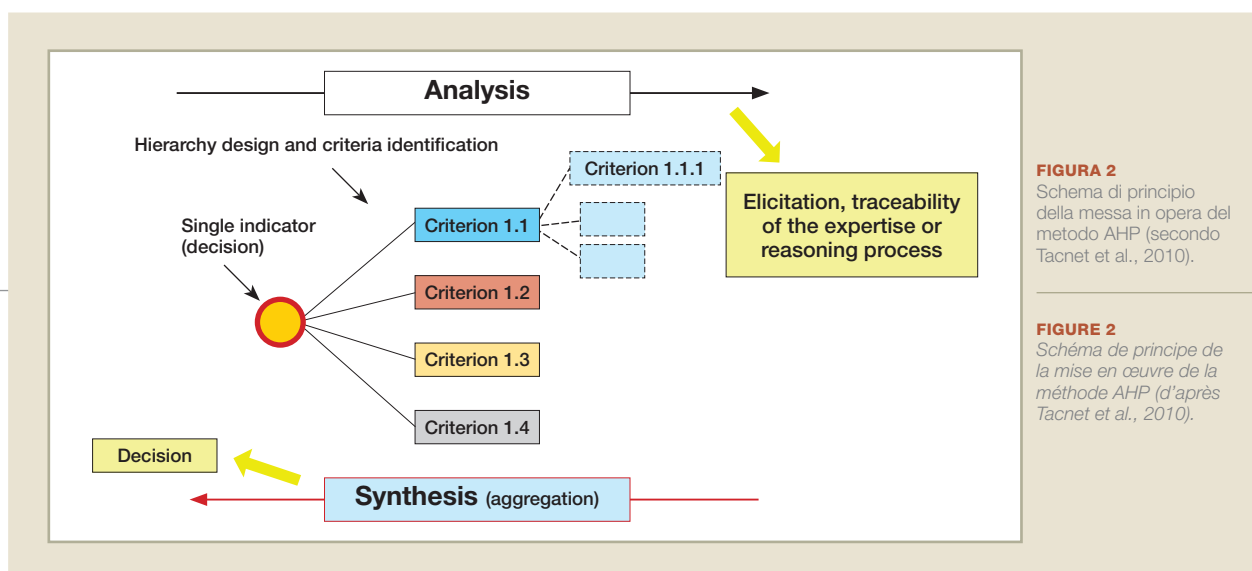 Analysis
Hierarchy design and criteria identification
Criterion 1.1.1
Elicitation, traceability
of the expertise or
reasoning process
Single indicator
(decision)
Criterion 1.1
Criterion 1.2
Criterion 1.3
Criterion 1.4
Decision
Synthesis (aggregation)
FIGURA 2
Schema di principio
della messa in opera del
metodo AHP (secondo
Tacnet et al., 2010).
FIGURE 2
Schéma de principe de
la mise en œuvre de la
méthode AHP (d'après
Tacnet et al., 2010).